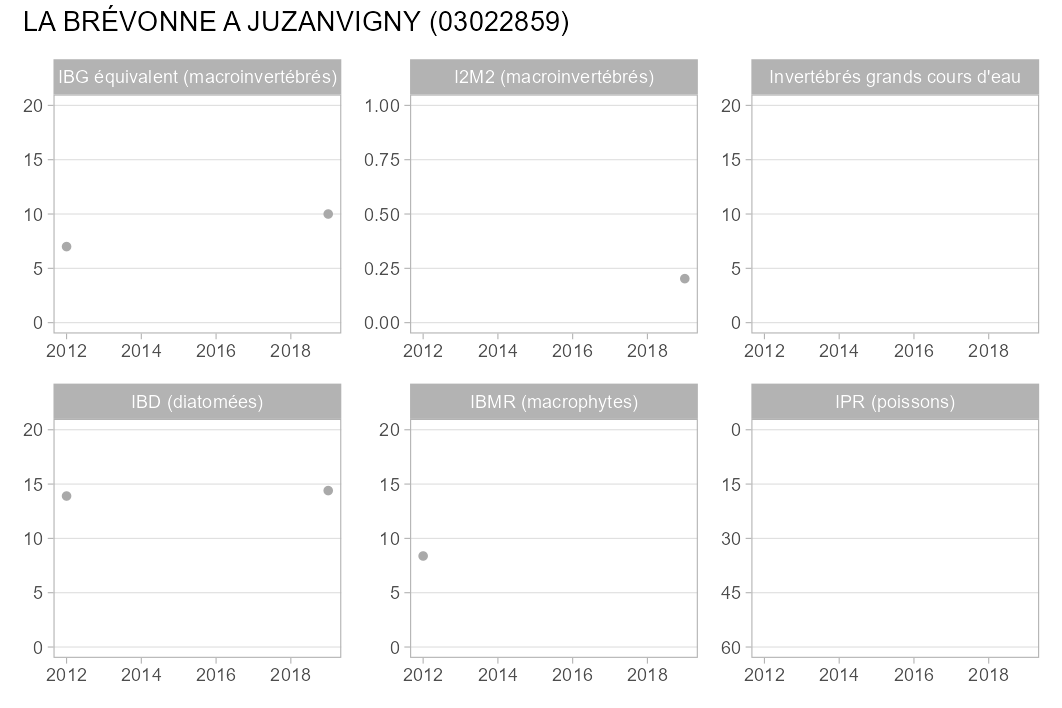 LA BRÉVONNE A JUZANVIGNY (03022859)
IBG équivalent (macroinvertébrés)
20
15
10
5
0
2012 2014 2016 2018
I2M2 (macroinvertébrés)
1.00
0.75
0.50
0.25
0.00
2012 2014 2016 2018
Invertébrés grands cours d'eau
20
15
10
5
0
2012 2014 2016 2018
IBD (diatomées)
20
15
10
5
0
2012 2014 2016 2018
IBMR (macrophytes)
20
15
10
5
0
2012 2014 2016 2018
IPR (poissons)
0
15
30
45
60
2012 2014 2016 2018